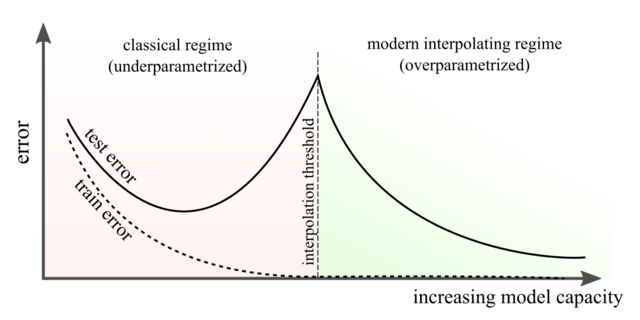 classical regime
(underparametrized)
modern interpolating regime
(overparametrized)
error
test error
train error
interpolation threshold
increasing model capacity